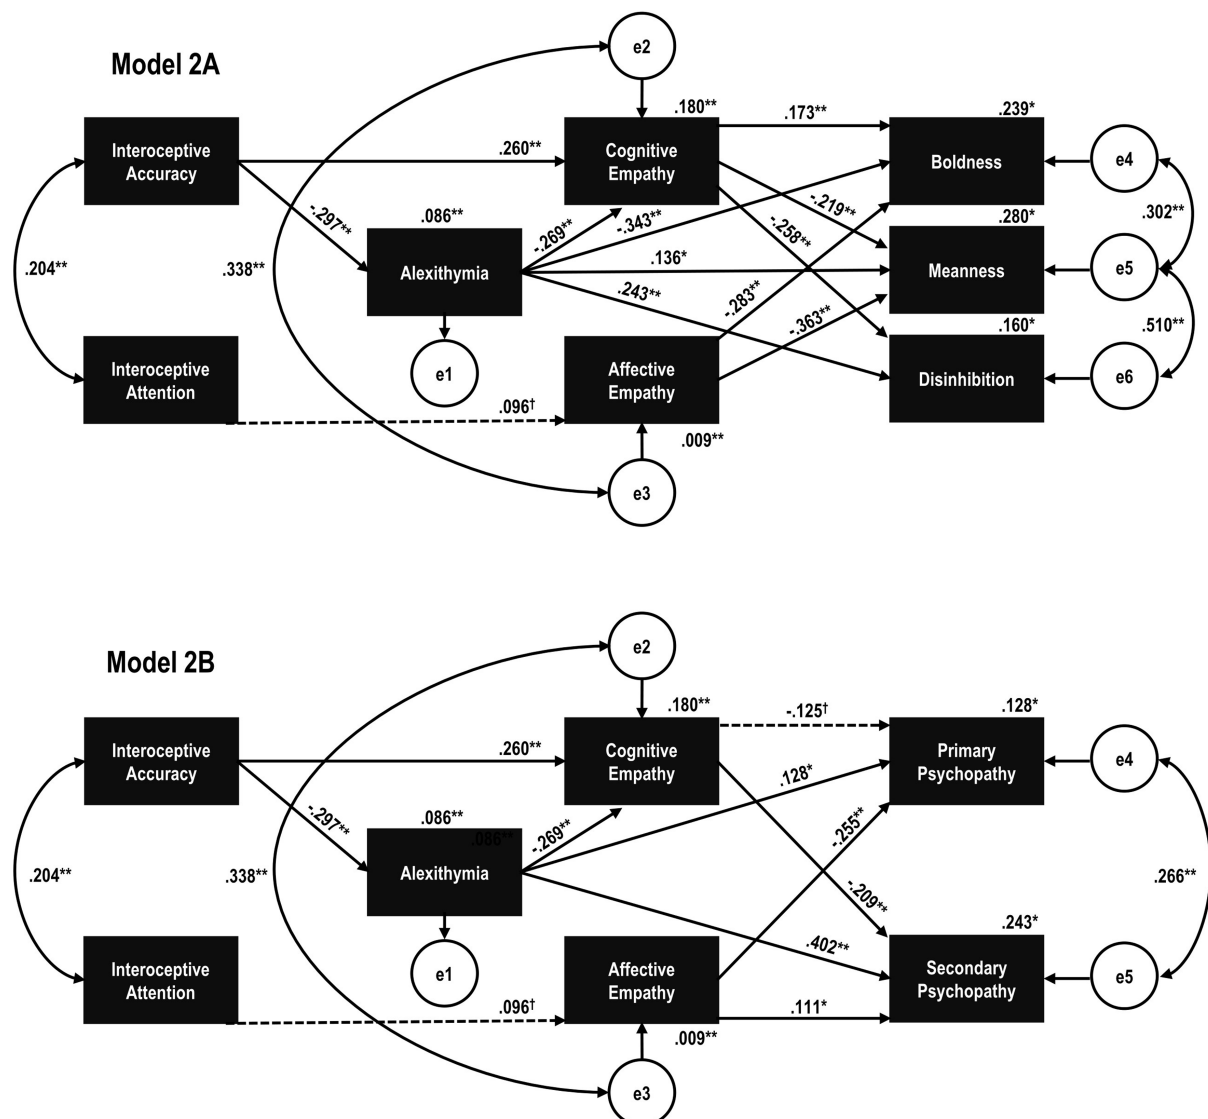 Model 2A
e2
.180**
.173**
.239*
Interoceptive
Accuracy
.260**
Cognitive
Empathy
Boldness
e4
-.297**
.086**
-.269**
-.343**
-.219**
-.258**
.280*
.302**
.204**
.338**
Alexithymia
.136*
Meanness
e5
.243**
-.283**
-.363**
.160*
.510**
Interoceptive
Attention
e1
Affective
Empathy
Disinhibition
e6
.096†
.009**
e3
Model 2B
e2
.180**
-.125†
.128*
Interoceptive
Accuracy
.260**
Cognitive
Empathy
Primary
Psychopathy
e4
-.297**
.086**
.086**
-.269**
.128*
-.255**
.204**
.338**
Alexithymia
-.209**
.266**
.402**
.243*
Interoceptive
Attention
e1
Affective
Empathy
Secondary
Psychopathy
e5
.096†
.111*
.009**
e3